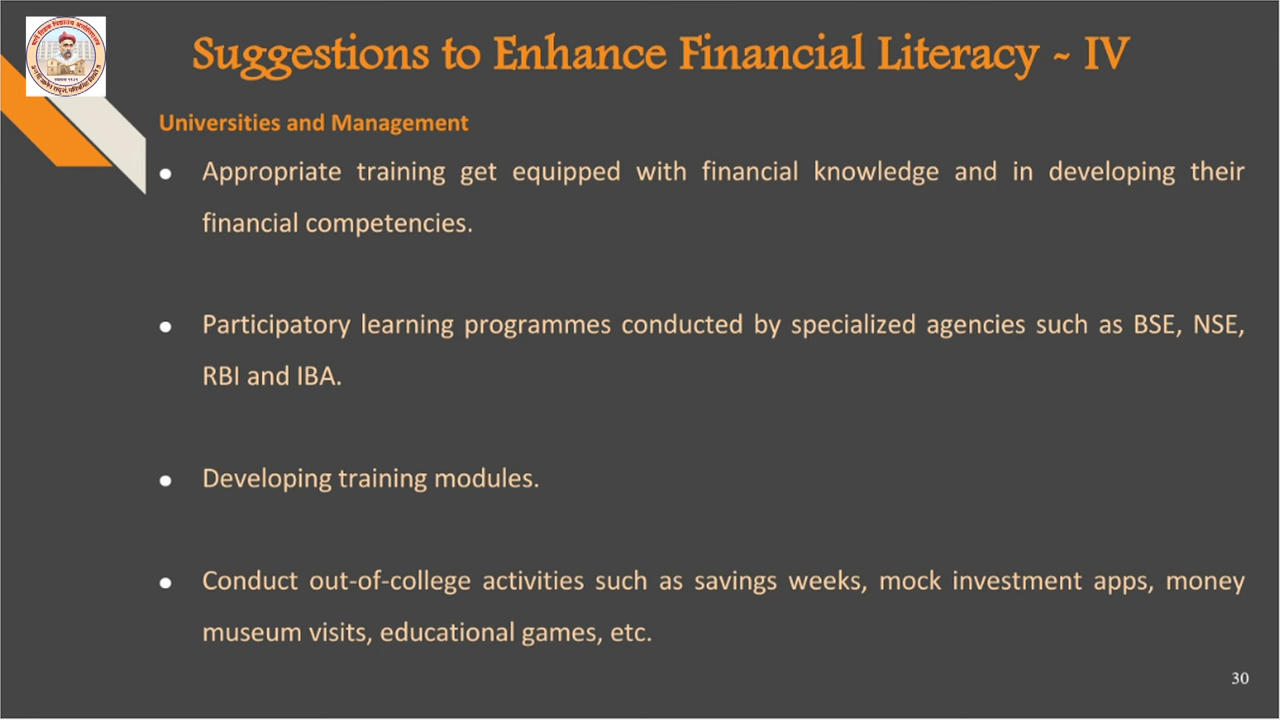 Suggestions to Enhance Financial Literacy ~ IV
Universities and Management
● Appropriate training get equipped with financial knowledge and in developing their
financial competencies.
● Participatory learning programmes conducted by specialized agencies such as BSE, NSE,
RBI and IBA.
● Developing training modules.
● Conduct out-of-college activities such as savings weeks, mock investment apps, money
museum visits, educational games, etc.
30